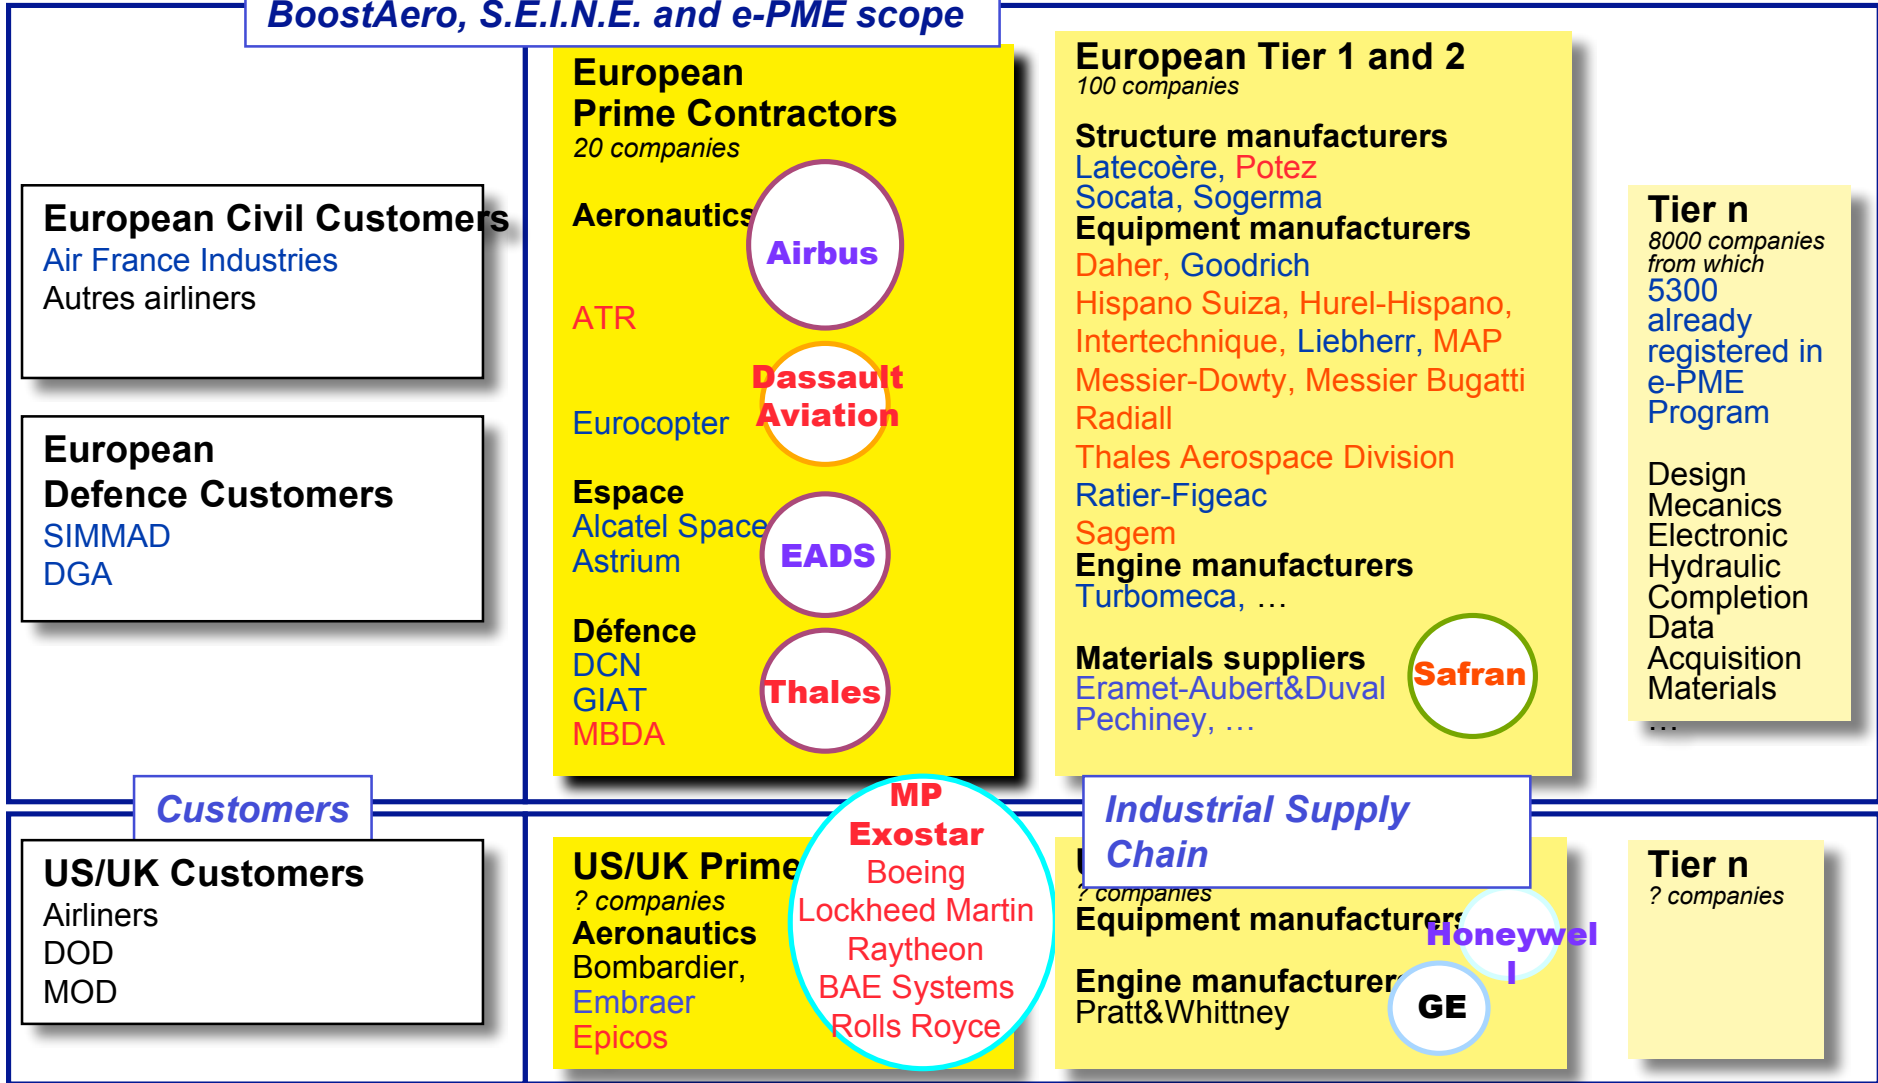 BoostAero, S.E.I.N.E. and e-PME scope
European Civil Customers
Air France Industries
Autres airliners
European
Defence Customers
SIMMAD
DGA
European
Prime Contractors
20 companies
Aeronautics
Airbus
ATR
Dassault
Aviation
Eurocopter
Espace
Alcatel Space
Astrium
EADS
Défence
DCN
GIAT
MBDA
Thales
European Tier 1 and 2
100 companies
Structure manufacturers
Latecoère, Potez
Socata, Sogerma
Equipment manufacturers
Daher, Goodrich
Hispano Suiza, Hurel-Hispano,
Intertechnique, Liebherr, MAP
Messier-Dowty, Messier Bugatti
Radiall
Thales Aerospace Division
Ratier-Figeac
Sagem
Engine manufacturers
Turbomeca, …
Materials suppliers
Eramet-Aubert&Duval
Pechiney, …
Safran
Tier n
8000 companies
from which
5300
already
registered in
e-PME
Program
Design
Mecanics
Electronic
Hydraulic
Completion
Data
Acquisition
Materials
…
Customers
Industrial Supply
Chain
US/UK Customers
Airliners
DOD
MOD
US/UK Prime
? companies
Aeronautics
Bombardier,
Embraer
Epicos
MP
Exostar
Boeing
Lockheed Martin
Raytheon
BAE Systems
Rolls Royce
? companies
Equipment manufacturers
Honeywel
l
Engine manufacturers
Pratt&Whittney
GE
Tier n
? companies